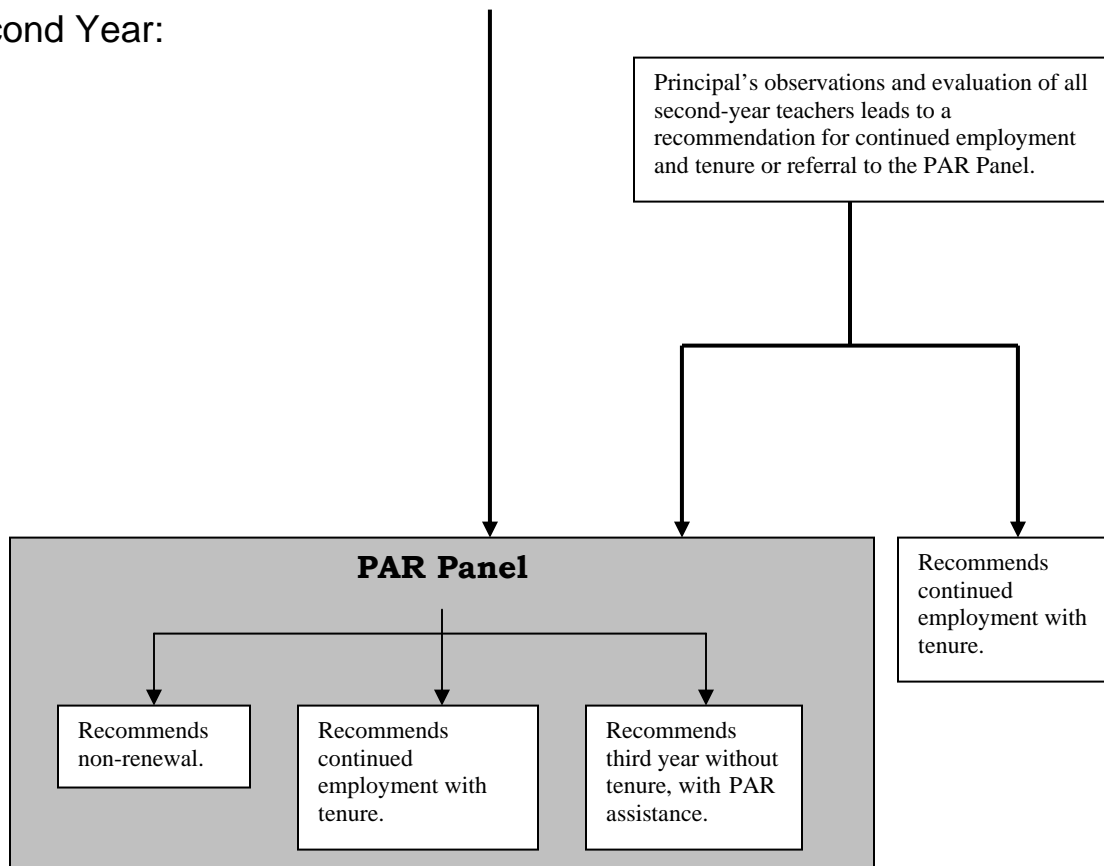 cond Year:
Principal’s observations and evaluation of all
second-year teachers leads to a
recommendation for continued employment
and tenure or referral to the PAR Panel.
PAR Panel
Recommends
non-renewal.
Recommends
continued
employment with
tenure.
Recommends
third year without
tenure, with PAR
assistance.
Recommends
continued
employment with
tenure.